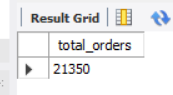 Result Grid
total_orders
21350